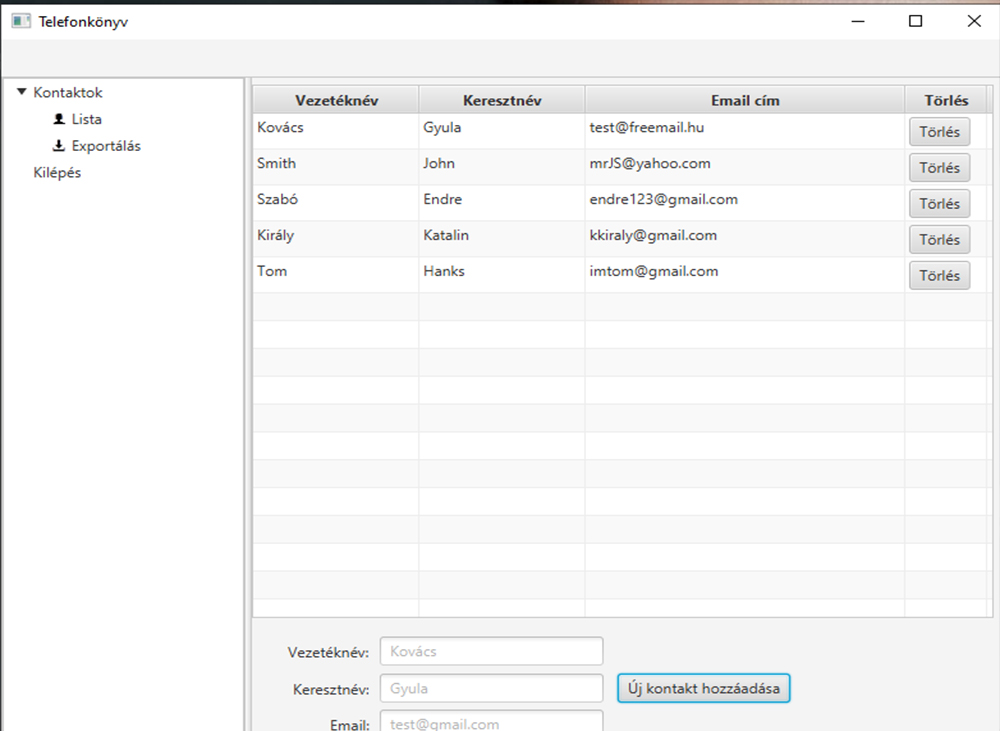 Telefonkönyv
Kontaktok
Lista
Exportálás
Kilépés
Vezetéknév Keresztnév Email cím Törlés
Kovács Gyula test@freemail.hu Törlés
Smith John mrJS@yahoo.com Törlés
Szabó Endre endre123@gmail.com Törlés
Király Katalin kkiraly@gmail.com Törlés
Tom Hanks imtom@gmail.com Törlés
Vezetéknév: Kovács
Keresztnév: Gyula Új kontakt hozzáadása
Email: test@gmail.com